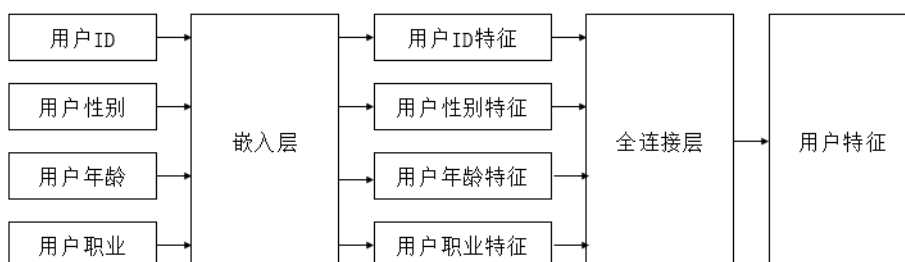 用户ID
用户ID特征
用户性别
用户性别特征
嵌入层
全连接层
用户特征
用户年龄
用户年龄特征
用户职业
用户职业特征